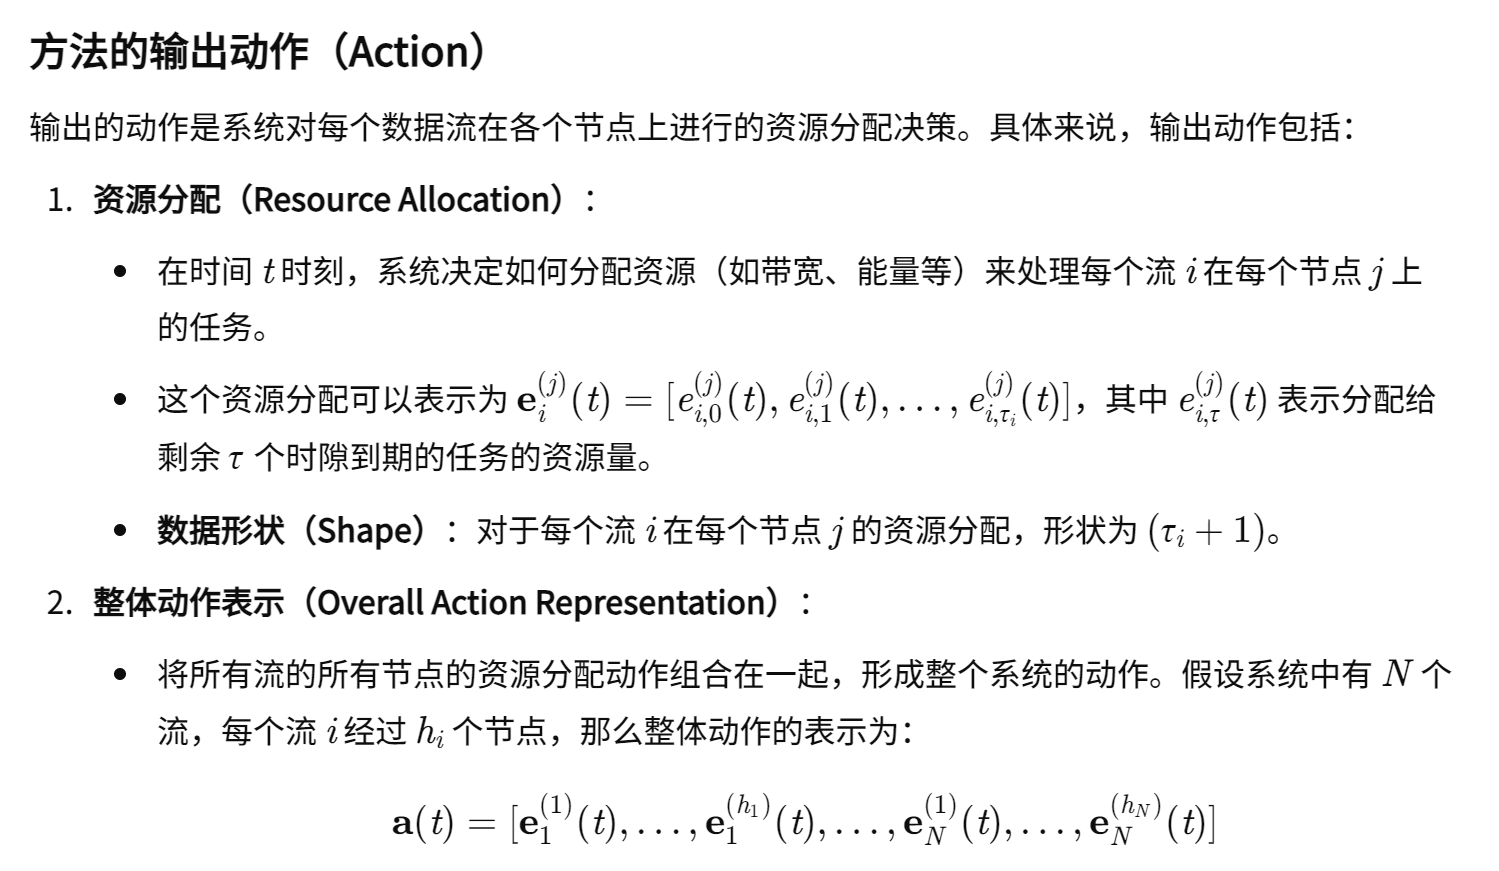 方法的输出动作（Action）
输出的动作是系统对每个数据流在各个节点上进行的资源分配决策。具体来说，输出动作包括：
1. 资源分配（Resource Allocation）：
• 在时间 t 时刻，系统决定如何分配资源（如带宽、能量等）来处理每个流 i 在每个节点 j 上
的任务。
• 这个资源分配可以表示为 $\mathbf{e}_i^{(j)}(t) = [e_{i,0}^{(j)}(t), e_{i,1}^{(j)}(t), \ldots, e_{i,\tau_i}^{(j)}(t)]$，其中 $e_{i,\tau}^{(j)}(t)$ 表示分配给
剩余 τ 个时隙到期的任务的资源量。
• 数据形状（Shape）：对于每个流 i 在每个节点 j 的资源分配，形状为 $(\tau_i + 1)$。
2. 整体动作表示（Overall Action Representation）：
• 将所有流的所有节点的资源分配动作组合在一起，形成整个系统的动作。假设系统中有 N 个
流，每个流 i 经过 $h_i$ 个节点，那么整体动作的表示为：
$\mathbf{a}(t) = [\mathbf{e}_1^{(1)}(t), \ldots, \mathbf{e}_1^{(h_1)}(t), \ldots, \mathbf{e}_N^{(1)}(t), \ldots, \mathbf{e}_N^{(h_N)}(t)]$